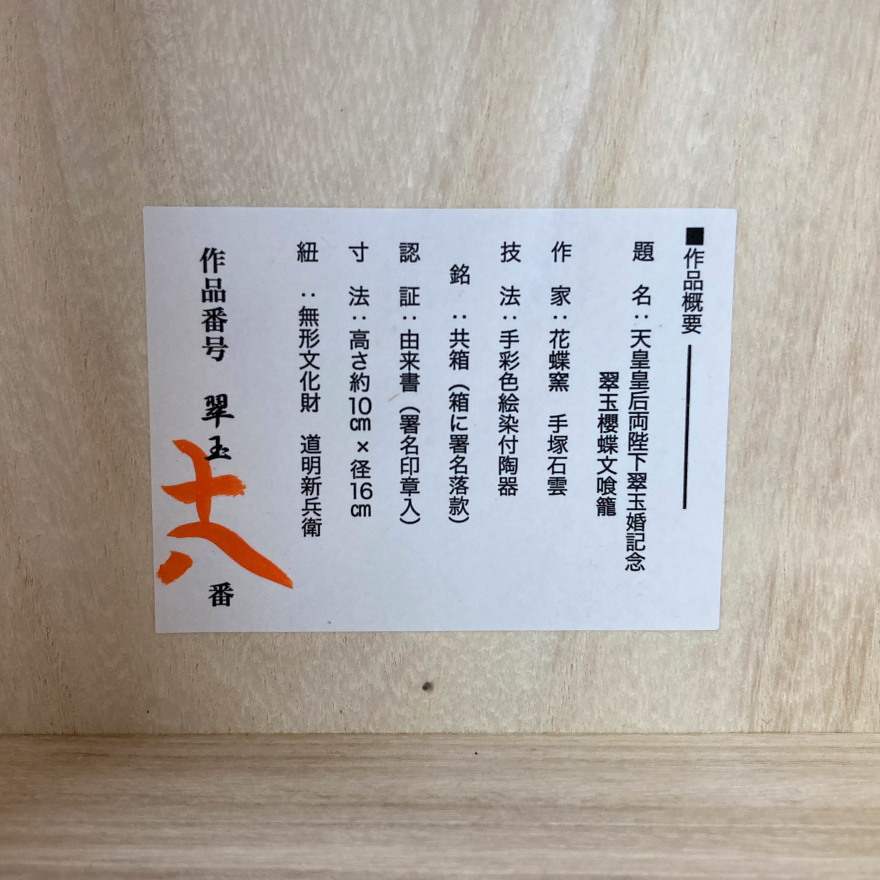 ■作品概要
題　名：天皇皇后両陛下翠玉婚記念
翠玉櫻蝶文喰籠
作　家：花蝶窯　手塚石雲
技　法：手彩色絵染付陶器
銘　：共箱（箱に署名落款）
認　証：由来書（署名印章入）
寸　法：高さ約10㎝×径16㎝
紐　：無形文化財　道明新兵衛
作品番号　翠玉十八番